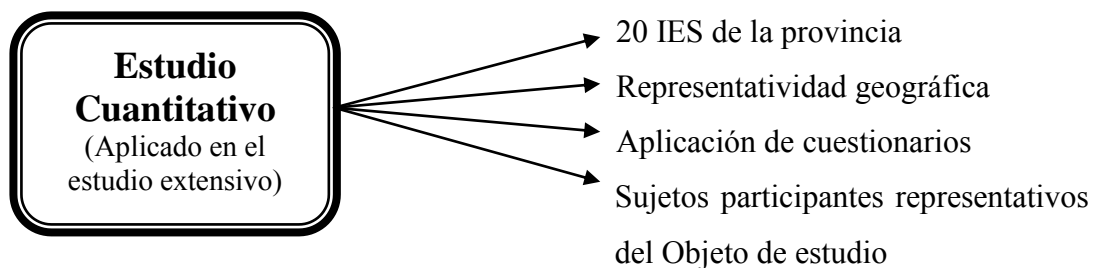 Estudio
Cuantitativo
(Aplicado en el
estudio extensivo)
20 IES de la provincia
Representatividad geográfica
Aplicación de cuestionarios
Sujetos participantes representativos
del Objeto de estudio